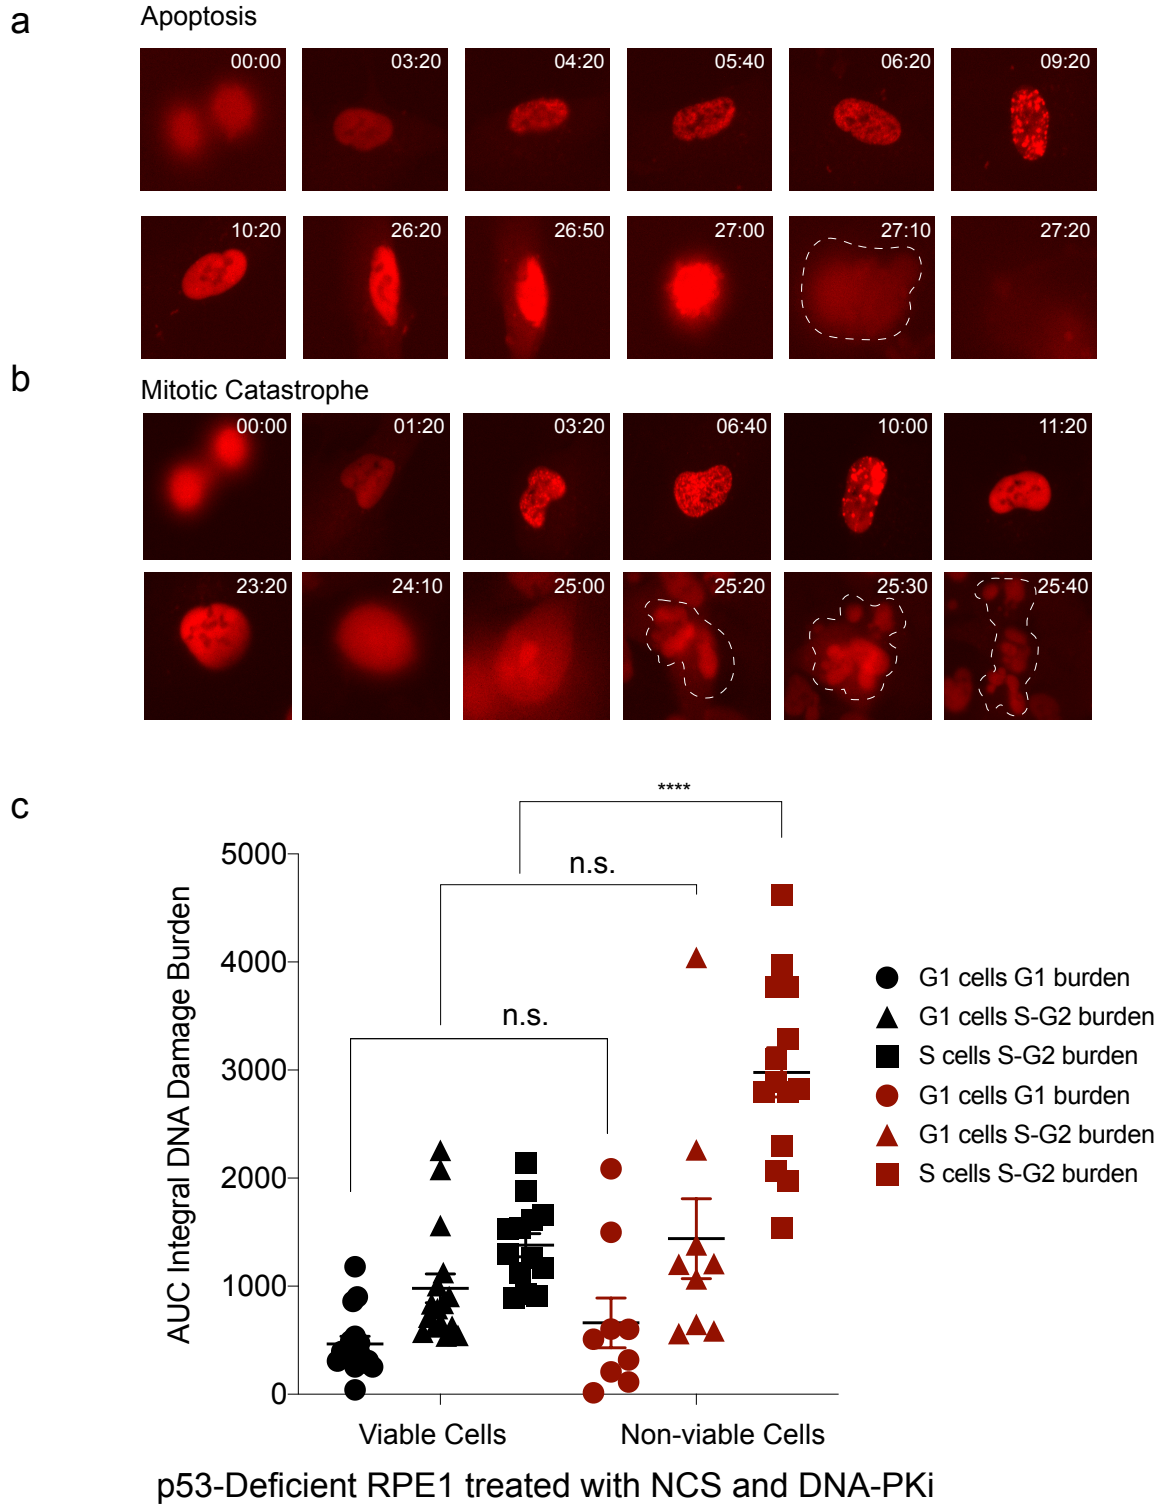 a
Apoptosis
00:00
03:20
04:20
05:40
06:20
09:20
10:20
26:20
26:50
27:00
27:10
27:20
b
Mitotic Catastrophe
00:00
01:20
03:20
06:40
10:00
11:20
23:20
24:10
25:00
25:20
25:30
25:40
c
****
n.s.
n.s.
AUC Integral DNA Damage Burden
5000
4000
3000
2000
1000
0
G1 cells G1 burden
G1 cells S-G2 burden
S cells S-G2 burden
G1 cells G1 burden
G1 cells S-G2 burden
S cells S-G2 burden
Viable Cells
Non-viable Cells
p53-Deficient RPE1 treated with NCS and DNA-PKi